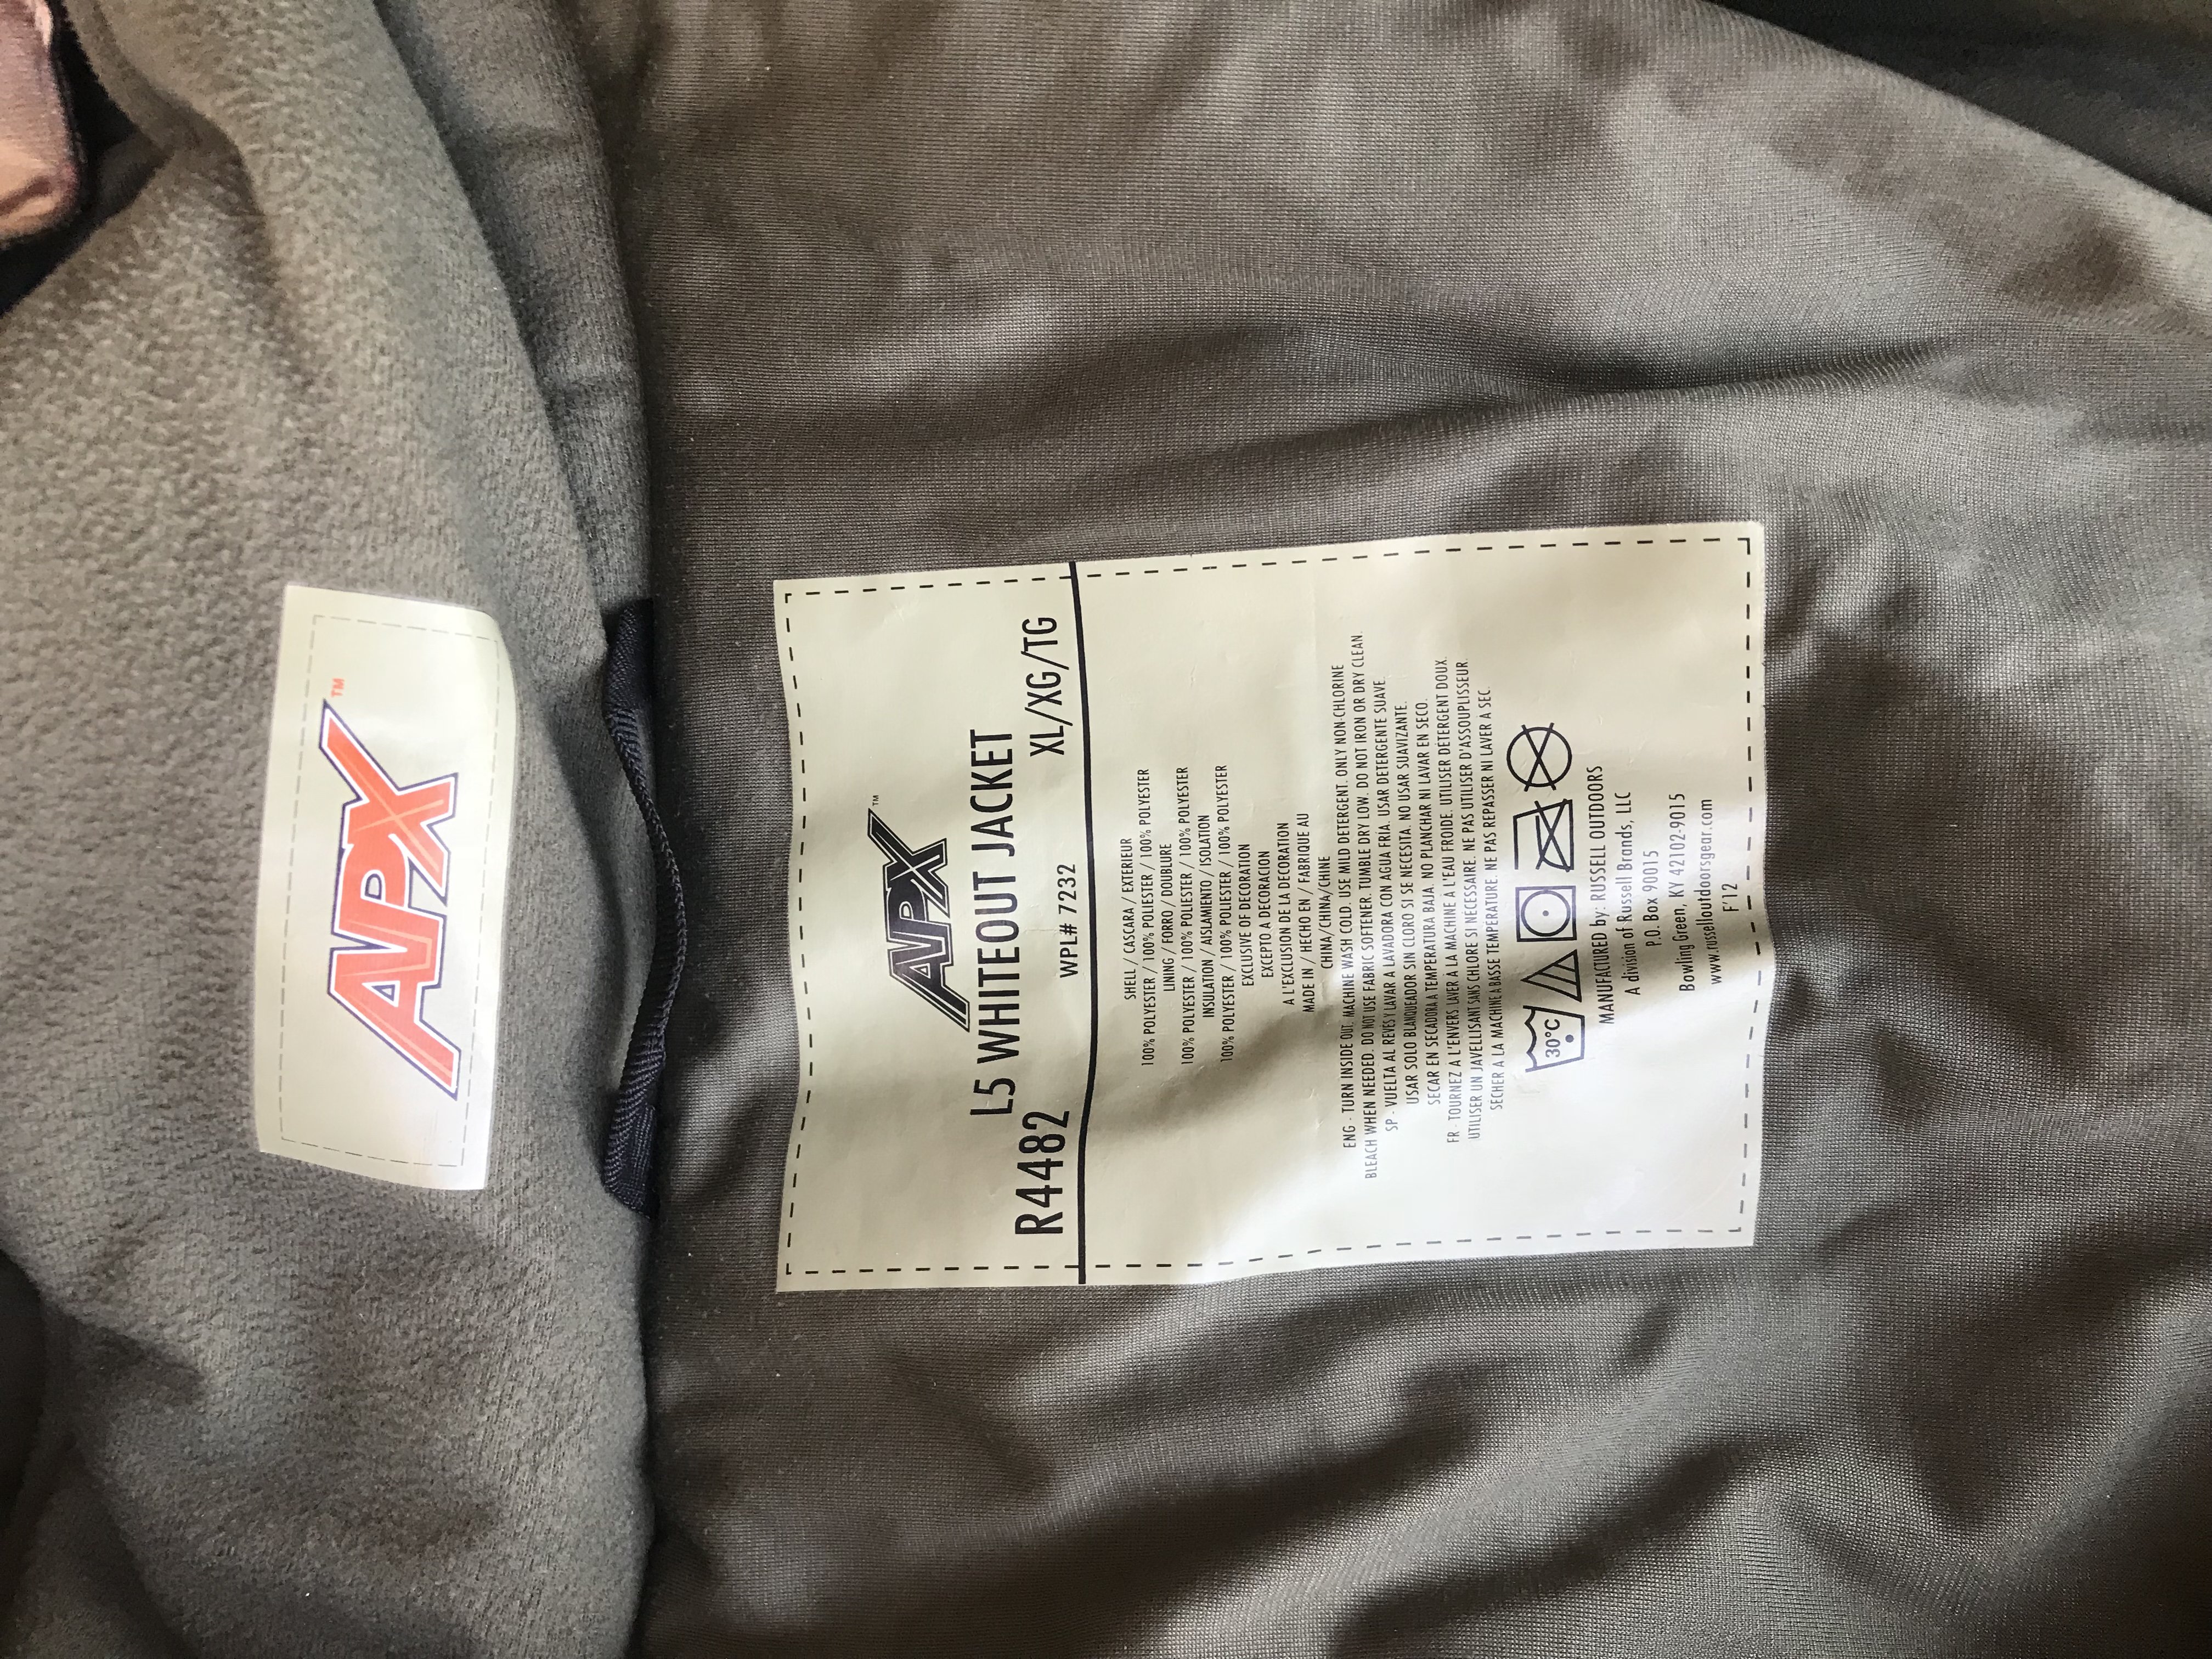 APX™
APX™
L5 WHITEOUT JACKET
R4482 WPL# 7232 XL/XG/TG
SHELL / CASCARA / EXTERIEUR
100% POLYESTER / 100% POLIESTER / 100% POLYESTER
LINING / FORRO / DOUBLURE
100% POLYESTER / 100% POLIESTER / 100% POLYESTER
INSULATION / AISLAMIENTO / ISOLATION
100% POLYESTER / 100% POLIESTER / 100% POLYESTER
EXCLUSIVE OF DECORATION
EXCEPTO A DECORACION
A L'EXCLUSION DE LA DECORATION
MADE IN / HECHO EN / FABRIQUE AU
CHINA/CHINA/CHINE
ENG - TURN INSIDE OUT. MACHINE WASH COLD. USE MILD DETERGENT. ONLY NON-CHLORINE
BLEACH WHEN NEEDED. DO NOT USE FABRIC SOFTENER. TUMBLE DRY LOW. DO NOT IRON OR DRY CLEAN.
SP - VUELTA AL REVES Y LAVAR A LAVADORA CON AGUA FRIA. USAR DETERGENTE SUAVE.
USAR SOLO BLANQUEADOR SIN CLORO SI SE NECESITA. NO USAR SUAVIZANTE.
SECAR EN SECADORA A TEMPERATURA BAJA. NO PLANCHAR NI LAVAR EN SECO.
FR - TOURNEZ A L'ENVERS LAVER A LA MACHINE A L'EAU FROIDE. UTILISER DETERGENT DOUX.
UTILISER UN JAVELLISANT SANS CHLORE SI NECESSAIRE. NE PAS UTILISER D'ASSOUPLISSEUR.
SECHER A LA MACHINE A BASSE TEMPERATURE. NE PAS REPASSER NI LAVER A SEC.
30°C
MANUFACTURED by: RUSSELL OUTDOORS
A division of Russell Brands, LLC
P.O. Box 90015
Bowling Green, KY 42102-9015
www.russelloutdoorsgear.com
F'12